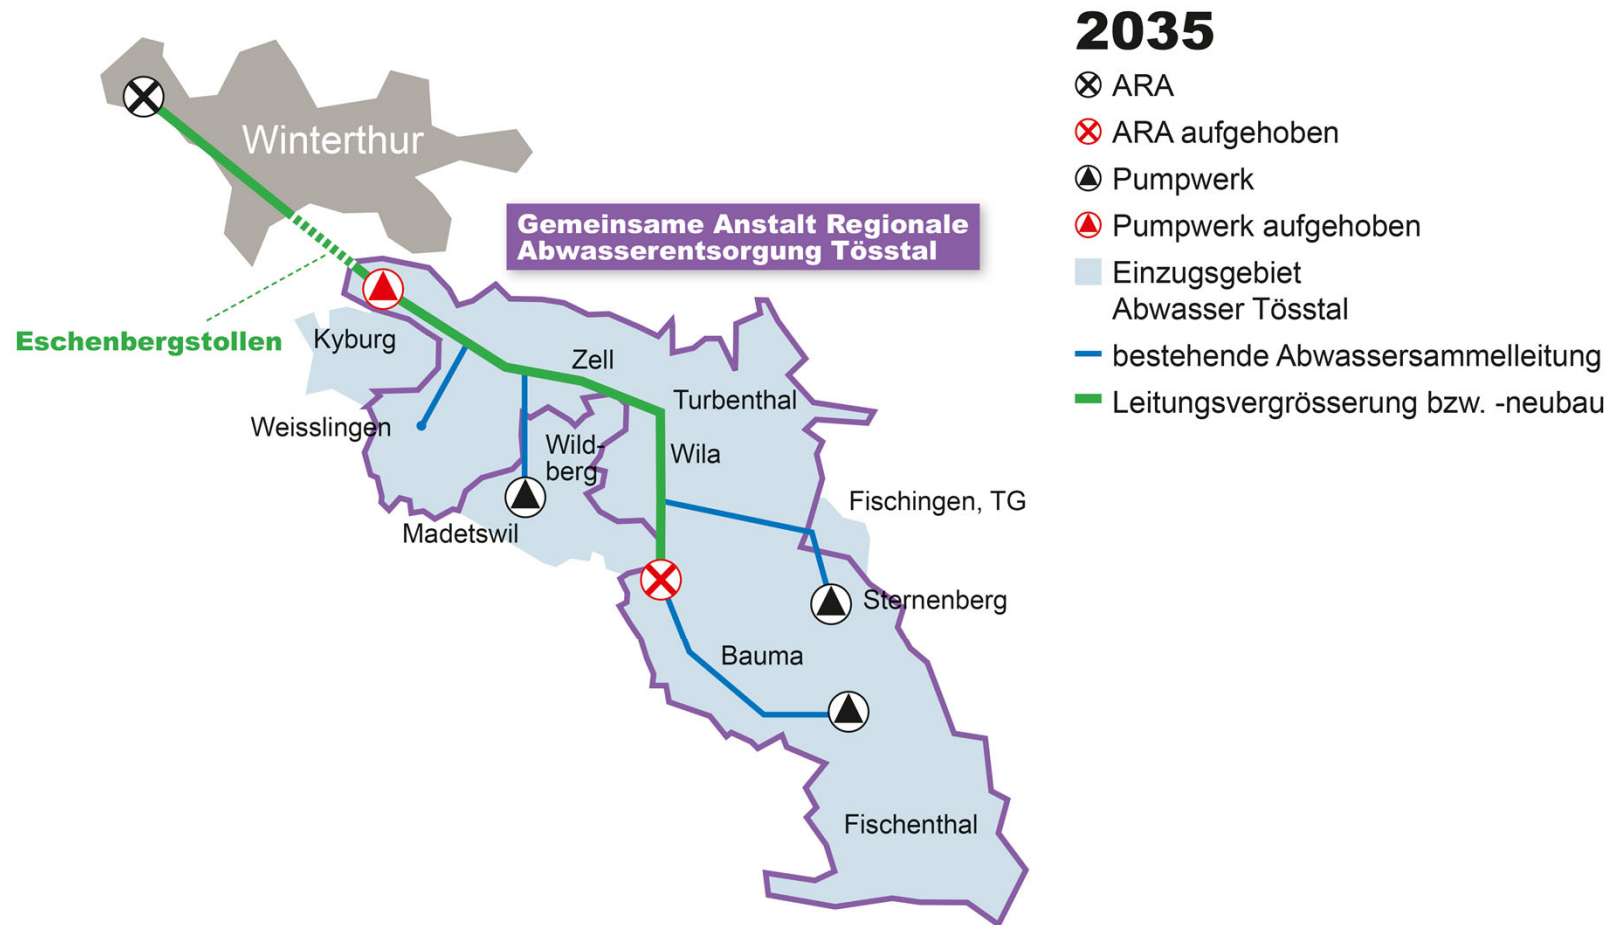 2035
ARA
ARA aufgehoben
Pumpwerk
Pumpwerk aufgehoben
Einzugsgebiet
Abwasser Tösstal
bestehende Abwassersammelleitung
Leitungsvergrösserung bzw. -neubau
Winterthur
Gemeinsame Anstalt Regionale
Abwasserentsorgung Tösstal
Eschenbergstollen
Kyburg
Zell
Turbenthal
Weisslingen
Wild-
berg
Wila
Madetswil
Fischingen, TG
Sternenberg
Bauma
Fischenthal